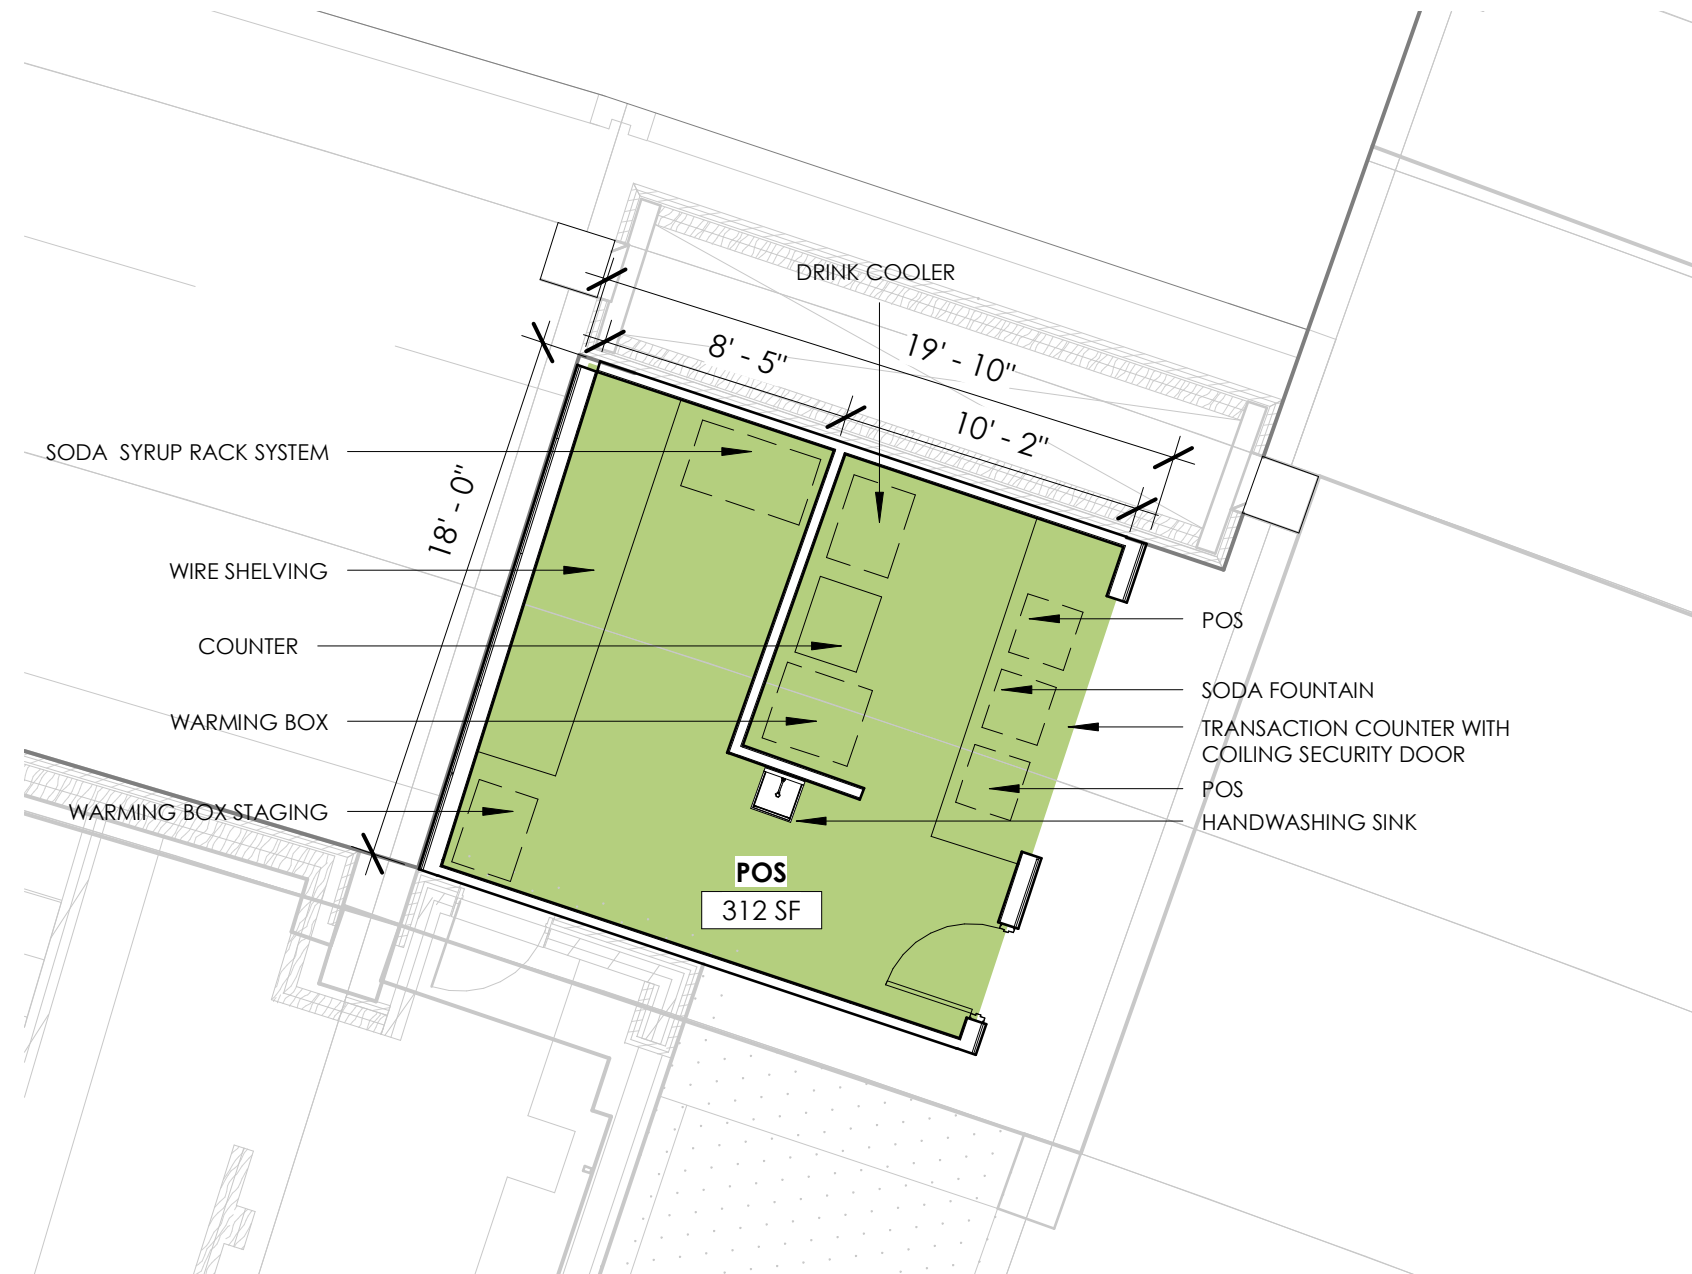 DRINK COOLER
8' - 5"
19' - 10"
10' - 2"
18' - 0"
SODA SYRUP RACK SYSTEM
WIRE SHELVING
COUNTER
WARMING BOX
WARMING BOX STAGING
POS
SODA FOUNTAIN
TRANSACTION COUNTER WITH
COILING SECURITY DOOR
POS
HANDWASHING SINK
POS
312 SF